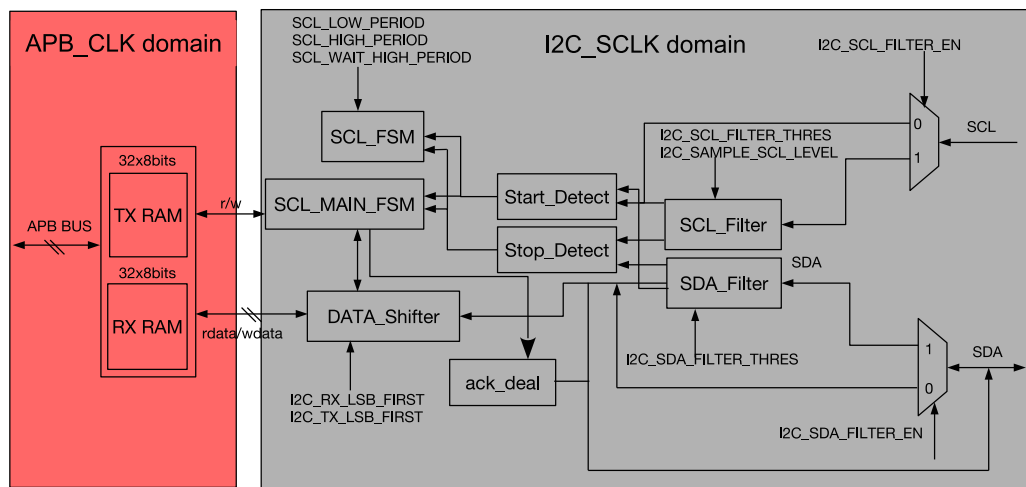 APB_CLK domain
I2C_SCLK domain
SCL_LOW_PERIOD
SCL_HIGH_PERIOD
SCL_WAIT_HIGH_PERIOD
I2C_SCL_FILTER_EN
SCL_FSM
I2C_SCL_FILTER_THRES
I2C_SAMPLE_SCL_LEVEL
0
1
SCL
32x8bits
TX RAM
r/w
SCL_MAIN_FSM
Start_Detect
SCL_Filter
APB BUS
Stop_Detect
SDA
32x8bits
RX RAM
rdata/wdata
DATA_Shifter
SDA_Filter
I2C_SDA_FILTER_THRES
1
0
SDA
ack_deal
I2C_RX_LSB_FIRST
I2C_TX_LSB_FIRST
I2C_SDA_FILTER_EN